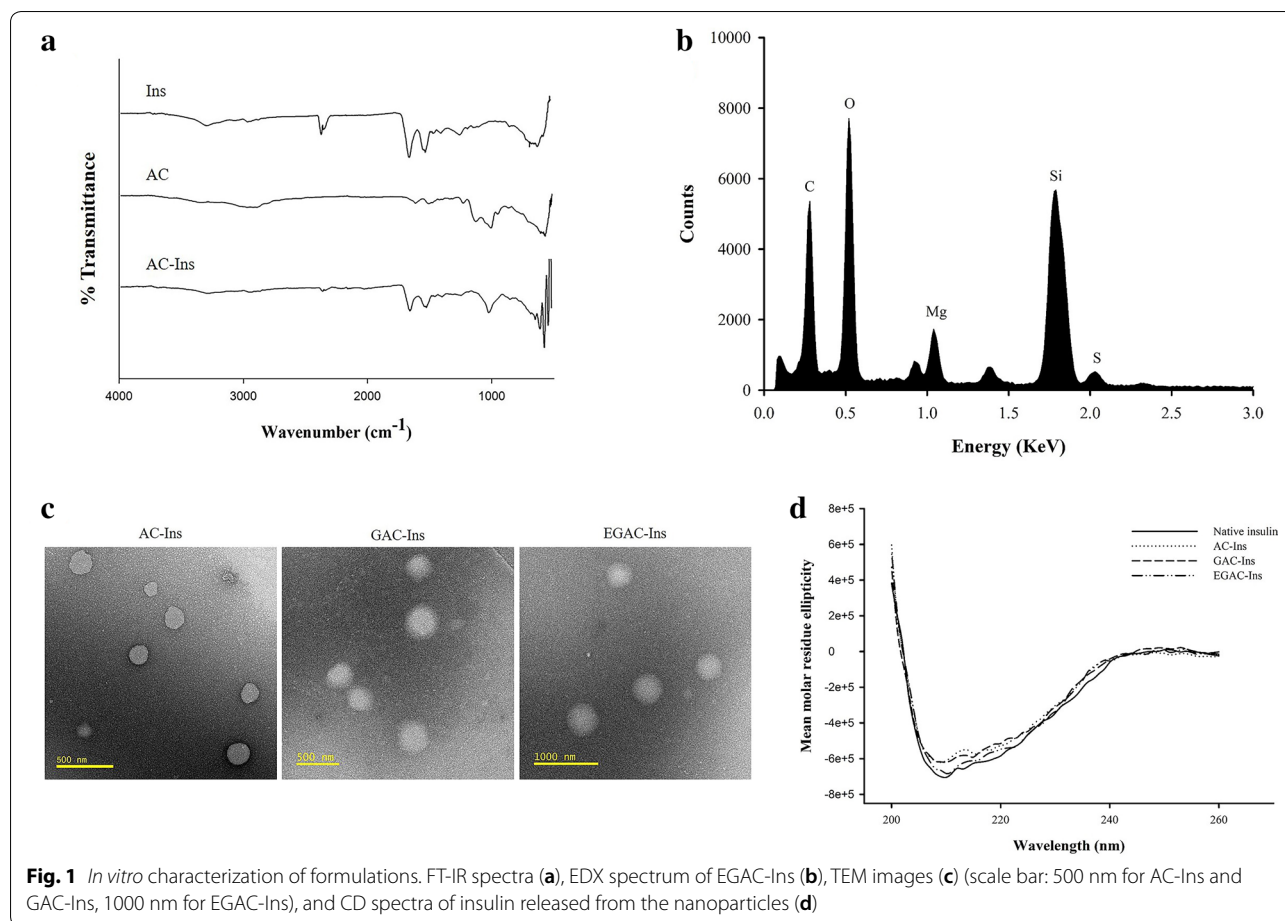 a
Ins
AC
AC-Ins
% Transmittance
4000 3000 2000 1000
Wavenumber (cm-1)
b
10000
8000
6000
4000
2000
0
Counts
C
O
Mg
Si
S
0.0 0.5 1.0 1.5 2.0 2.5 3.0
Energy (KeV)
c
AC-Ins GAC-Ins EGAC-Ins
500 nm
500 nm
1000 nm
d
8e+5
6e+5
4e+5
2e+5
0
-2e+5
-4e+5
-6e+5
-8e+5
Mean molar residue ellipticity
Native insulin
AC-Ins
GAC-Ins
EGAC-Ins
200 220 240 260
Wavelength (nm)
Fig. 1 In vitro characterization of formulations. FT-IR spectra (a), EDX spectrum of EGAC-Ins (b), TEM images (c) (scale bar: 500 nm for AC-Ins and
GAC-Ins, 1000 nm for EGAC-Ins), and CD spectra of insulin released from the nanoparticles (d)